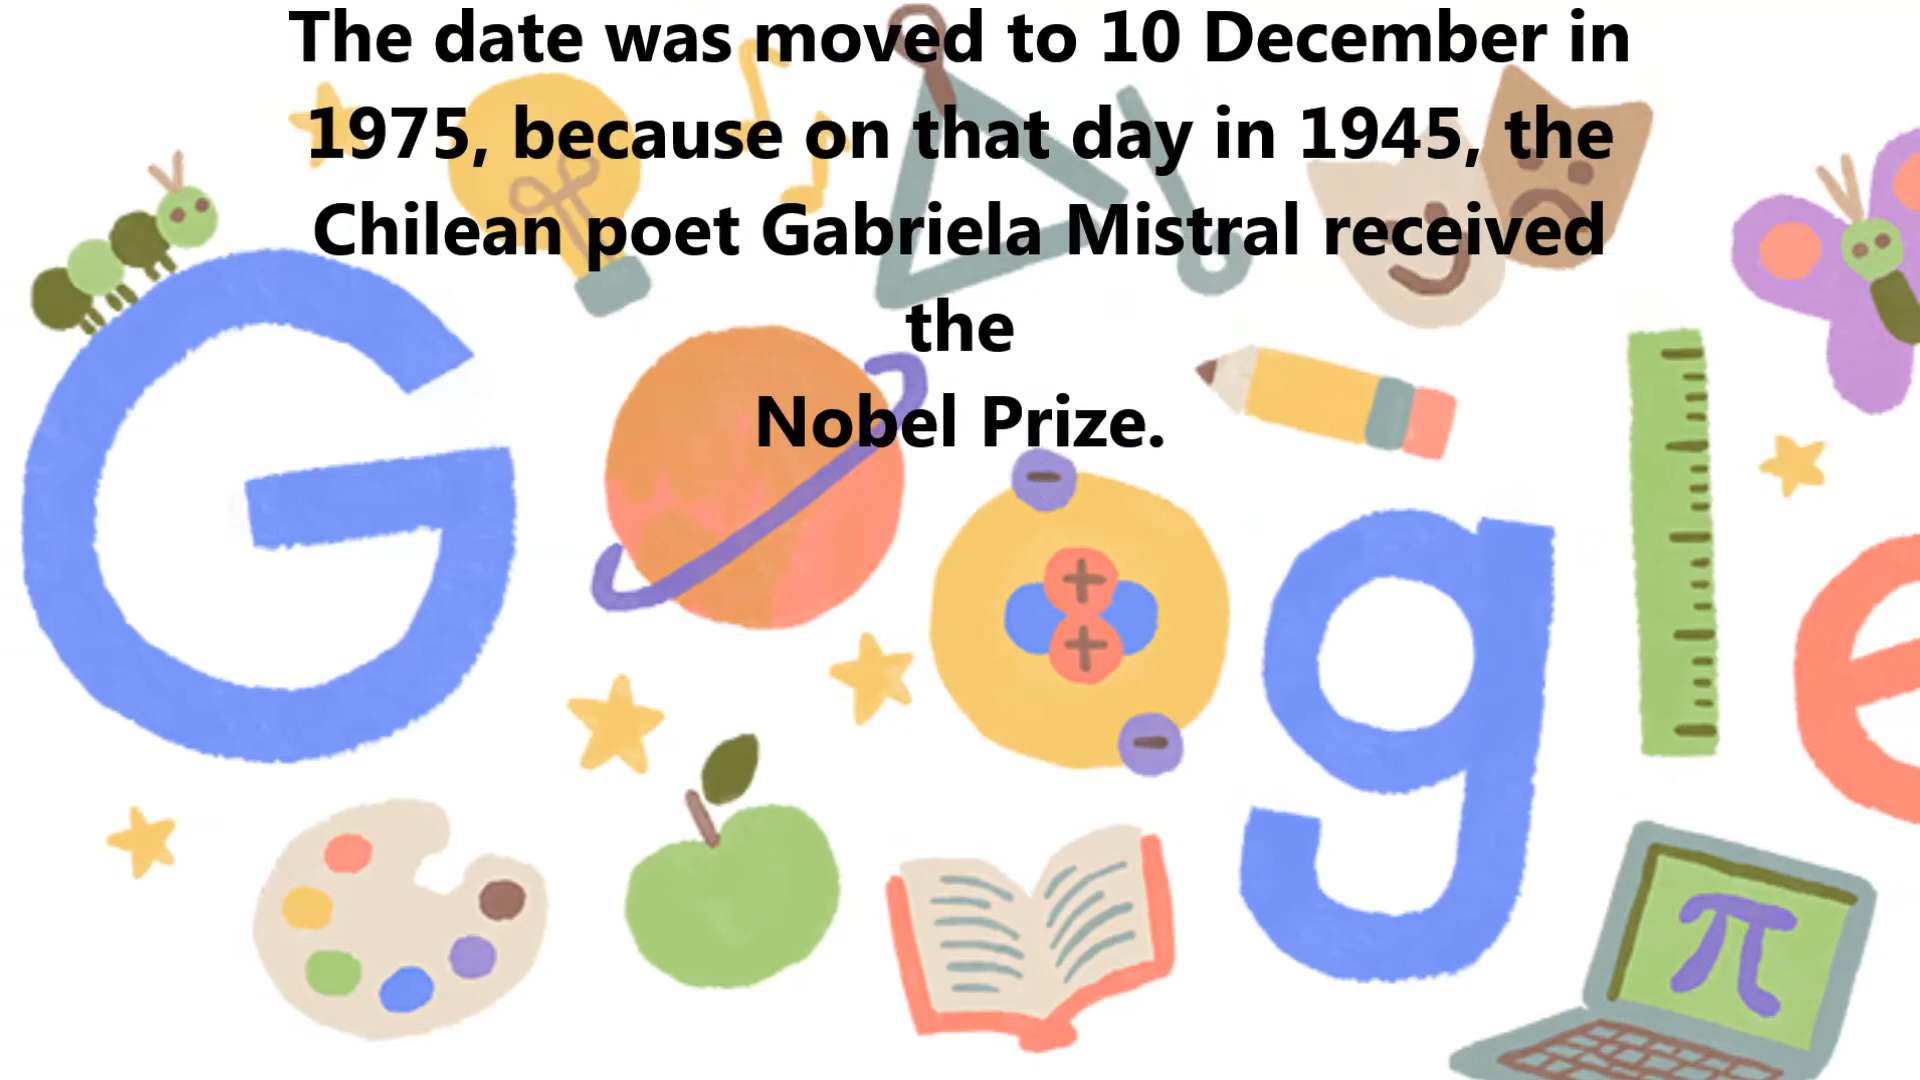 The date was moved to 10 December in
1975, because on that day in 1945, the
Chilean poet Gabriela Mistral received
the
Nobel Prize.
G g l e
π